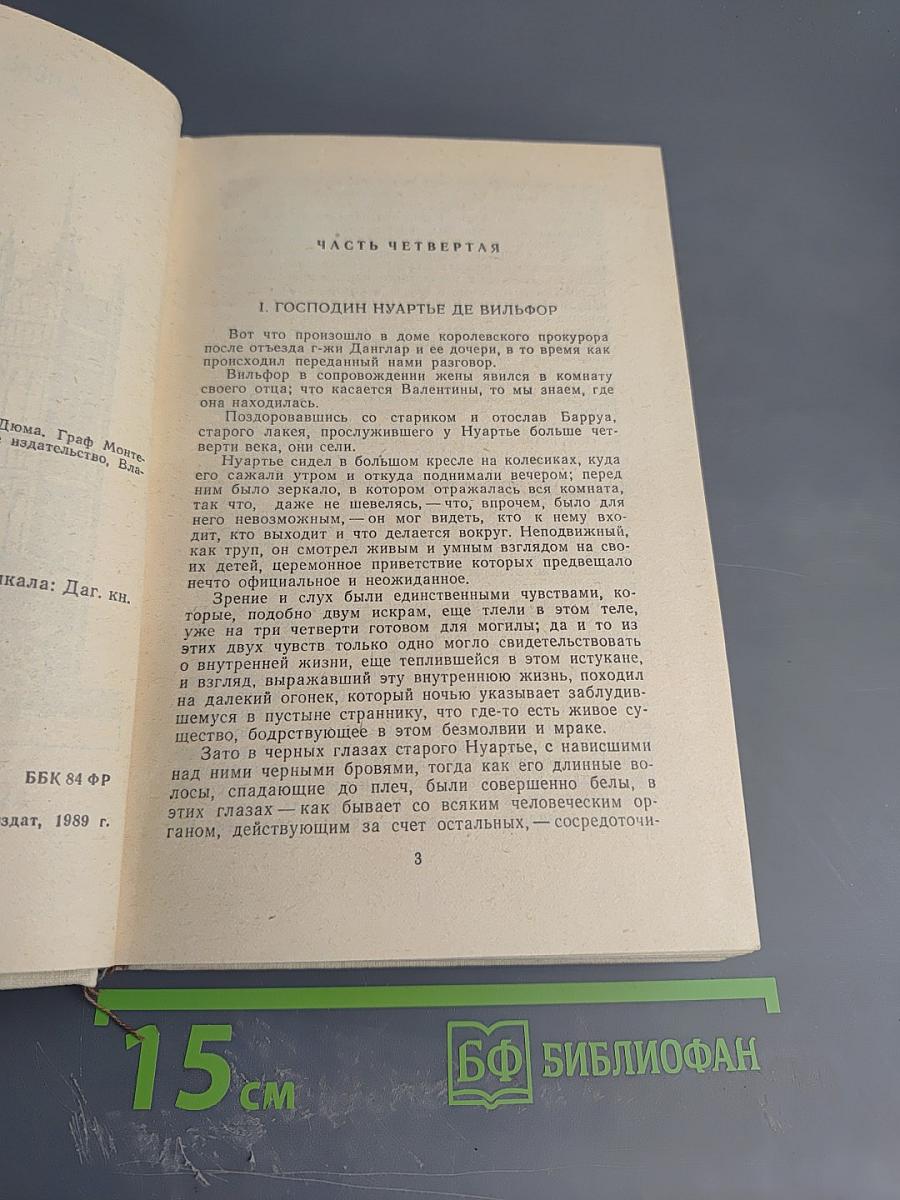 Дюма. Граф Монте-
издательство, Вла-
кала: Даг. кн.
ББК 84 ФР
здат, 1989 г.
ЧАСТЬ ЧЕТВЕРТАЯ
I. ГОСПОДИН НУАРТЬЕ ДЕ ВИЛЬФОР
Вот что произошло в доме королевского прокурора
после отъезда г-жи Данглар и ее дочери, в то время как
происходил переданный нами разговор.
Вильфор в сопровождении жены явился в комнату
своего отца; что касается Валентины, то мы знаем, где
она находилась.
Поздоровавшись со стариком и отослав Барруа,
старого лакея, прослужившего у Нуартье больше чет-
верти века, они сели.
Нуартье сидел в большом кресле на колесиках, куда
его сажали утром и откуда поднимали вечером; перед
ним было зеркало, в котором отражалась вся комната,
так что, даже не шевелясь, — что, впрочем, было для
него невозможным, — он мог видеть, кто к нему вхо-
дит, кто выходит и что делается вокруг. Неподвижный,
как труп, он смотрел живым и умным взглядом на сво-
их детей, церемонное приветствие которых предвещало
нечто официальное и неожиданное.
Зрение и слух были единственными чувствами, ко-
торые, подобно двум искрам, еще тлели в этом теле,
уже на три четверти готовом для могилы; да и то из
этих двух чувств только одно могло свидетельствовать
о внутренней жизни, еще теплившейся в этом истукане,
и взгляд, выражавший эту внутреннюю жизнь, походил
на далекий огонек, который ночью указывает заблудив-
шемуся в пустыне страннику, что где-то есть живое су-
щество, бодрствующее в этом безмолвии и мраке.
Зато в черных глазах старого Нуартье, с нависшими
над ними черными бровями, тогда как его длинные во-
лосы, спадающие до плеч, были совершенно белы, в
этих глазах — как бывает со всяким человеческим ор-
ганом, действующим за счет остальных, — сосредоточи-
3
15 см
БФ БИБЛИОФАН